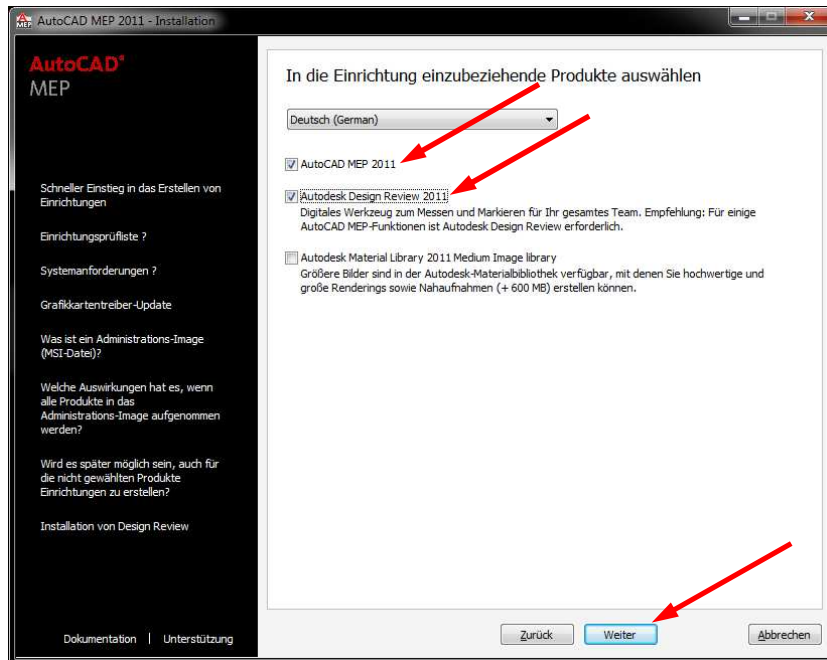 AutoCAD MEP 2011 - Installation
AutoCAD®
MEP
Schneller Einstieg in das Erstellen von
Einrichtungen
Einrichtungsprüfliste ?
Systemanforderungen ?
Grafikkartentreiber-Update
Was ist ein Administrations-Image
(MSI-Datei)?
Welche Auswirkungen hat es, wenn
alle Produkte in das
Administrations-Image aufgenommen
werden?
Wird es später möglich sein, auch für
die nicht gewählten Produkte
Einrichtungen zu erstellen?
Installation von Design Review
Dokumentation | Unterstützung
In die Einrichtung einzubeziehende Produkte auswählen
Deutsch (German)
AutoCAD MEP 2011
Autodesk Design Review 2011
Digitales Werkzeug zum Messen und Markieren für Ihr gesamtes Team. Empfehlung: Für einige
AutoCAD MEP-Funktionen ist Autodesk Design Review erforderlich.
Autodesk Material Library 2011 Medium Image library
Größere Bilder sind in der Autodesk-Materialbibliothek verfügbar, mit denen Sie hochwertige und
große Renderings sowie Nahaufnahmen (+ 600 MB) erstellen können.
Zurück Weiter Abbrechen